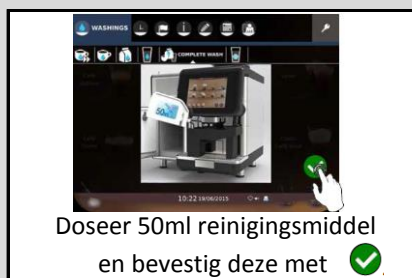 WASHINGS
COMPLETE WASH
50ml
10:22 19/06/2015
Doseer 50ml reinigingsmiddel
en bevestig deze met